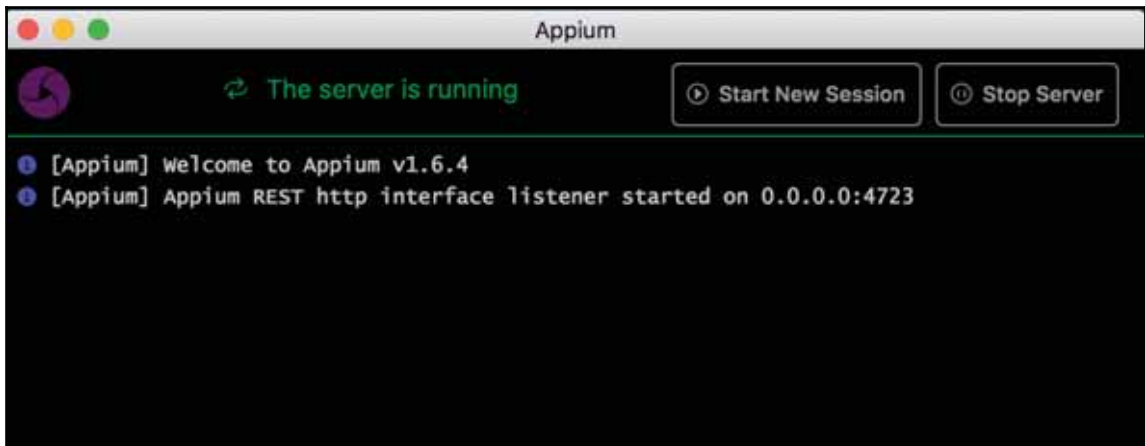 Appium
The server is running
Start New Session
Stop Server
[Appium] Welcome to Appium v1.6.4
[Appium] Appium REST http interface listener started on 0.0.0.0:4723